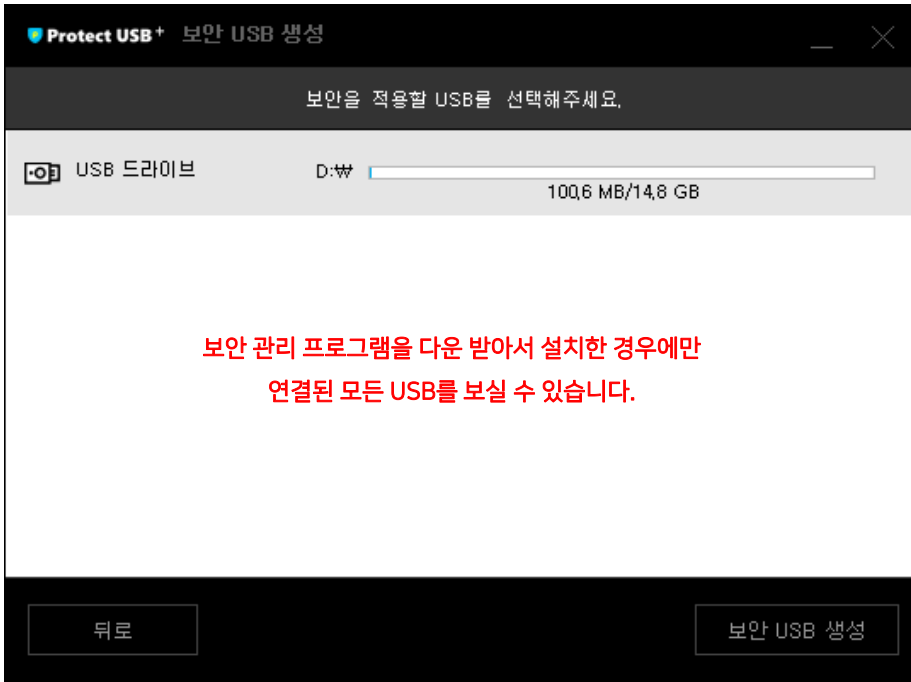 Protect USB+ 보안 USB 생성
보안을 적용할 USB를 선택해주세요.
USB 드라이브 D:₩
100,6 MB/14,8 GB
보안 관리 프로그램을 다운 받아서 설치한 경우에만
연결된 모든 USB를 보실 수 있습니다.
뒤로 보안 USB 생성